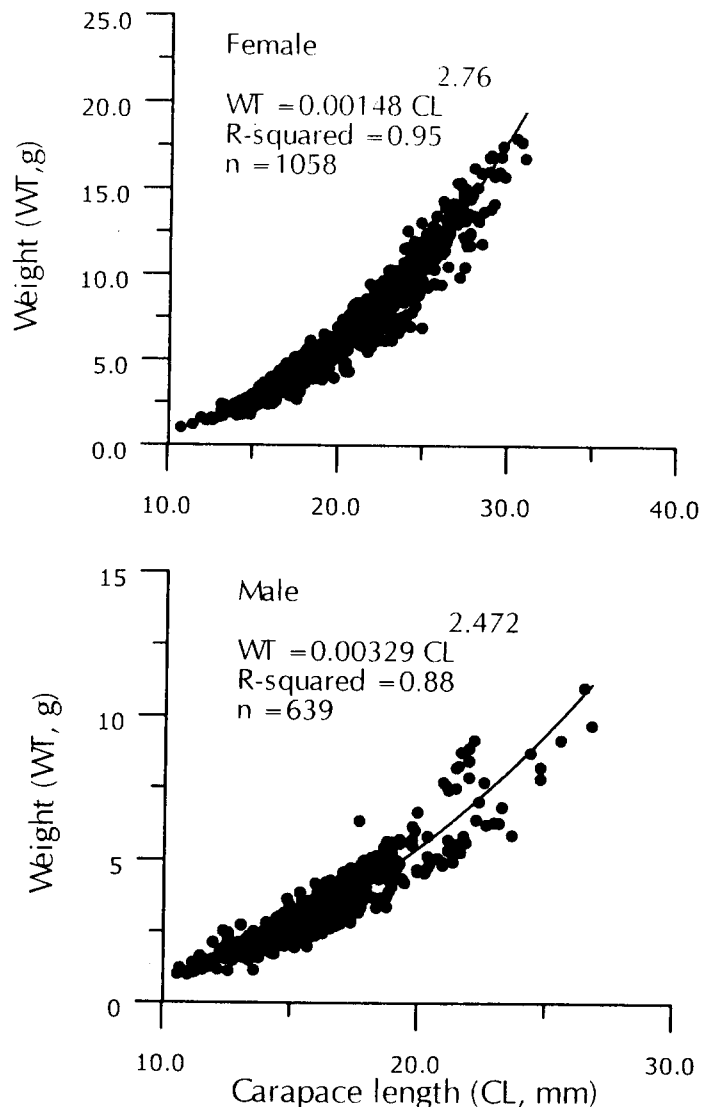 25.0
20.0
15.0
10.0
5.0
0.0
Weight (WT,g)
Female
2.76
WT =0.00148 CL
R-squared =0.95
n =1058
10.0 20.0 30.0 40.0
15
10
5
0
Weight (WT, g)
Male
2.472
WT =0.00329 CL
R-squared =0.88
n =639
10.0 20.0 30.0
Carapace length (CL, mm)